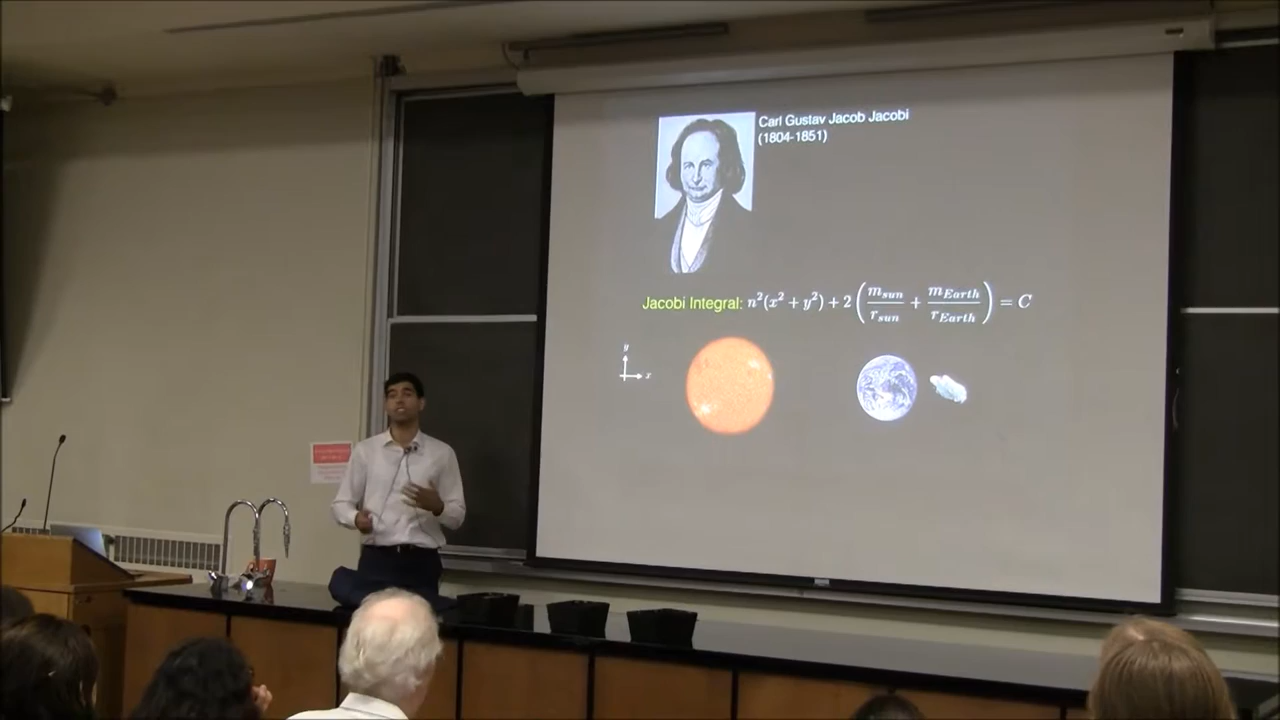 Carl Gustav Jacob Jacobi
(1804-1851)
Jacobi Integral: n²(x² + y²) + 2 (m_sun/r_sun + m_Earth/r_Earth) = C
y
x